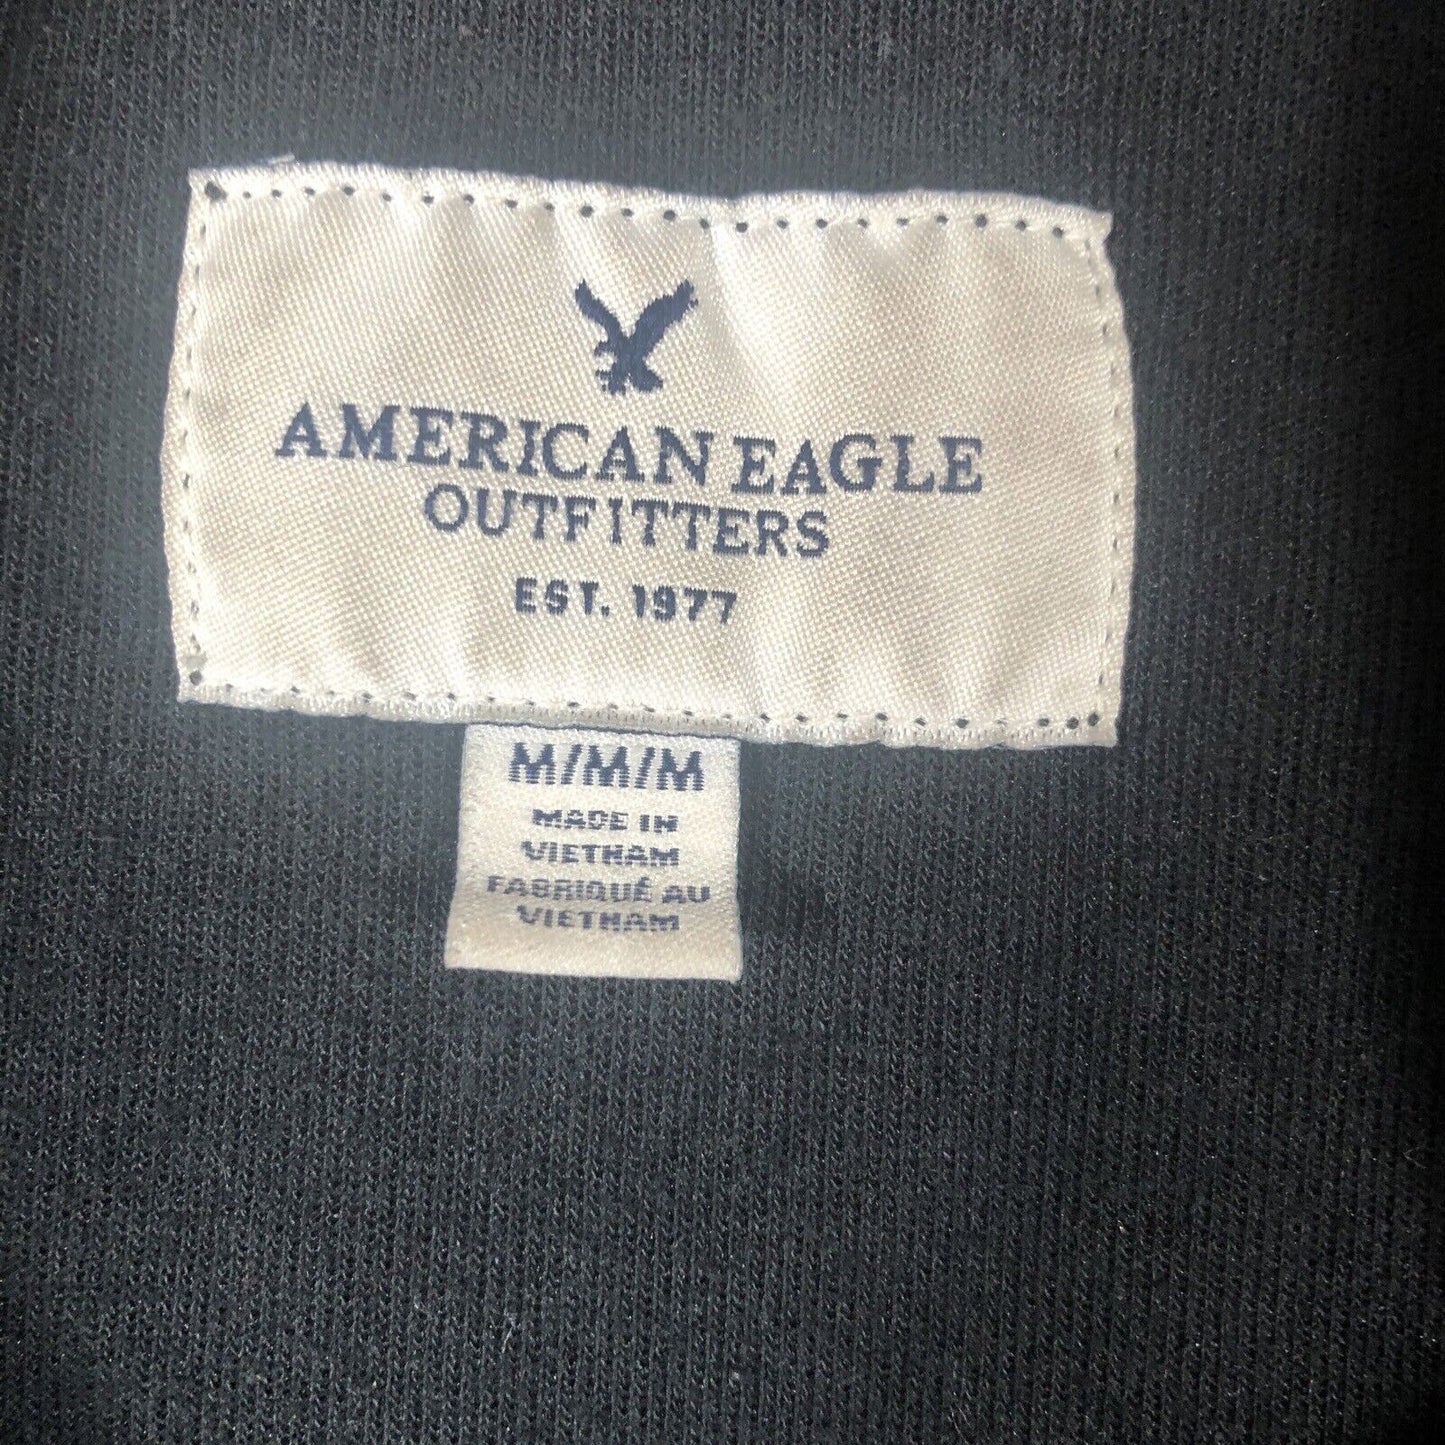 AMERICAN EAGLE
OUTFITTERS
EST. 1977
M/M/M
MADE IN
VIETNAM
FABRIQUÉ AU
VIETNAM